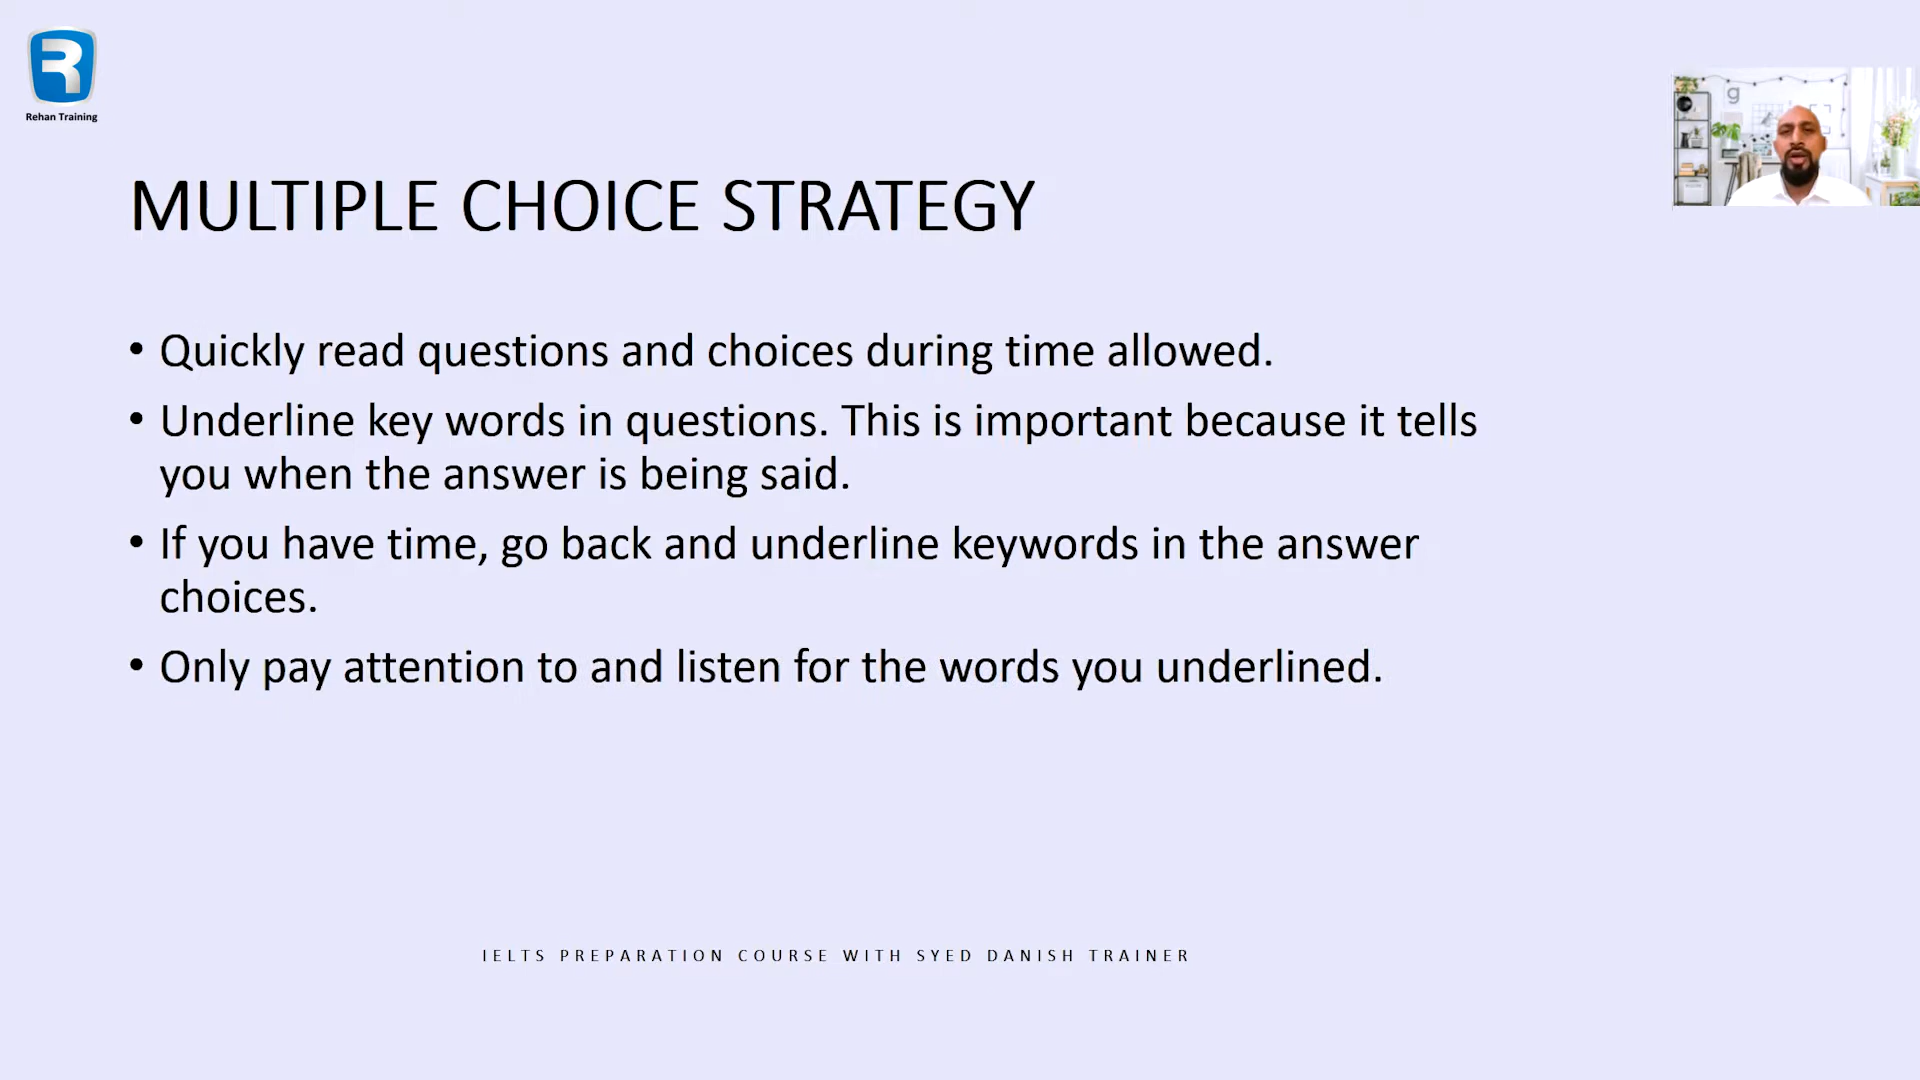 Rehan Training
MULTIPLE CHOICE STRATEGY
• Quickly read questions and choices during time allowed.
• Underline key words in questions. This is important because it tells
you when the answer is being said.
• If you have time, go back and underline keywords in the answer
choices.
• Only pay attention to and listen for the words you underlined.
IELTS PREPARATION COURSE WITH SYED DANISH TRAINER